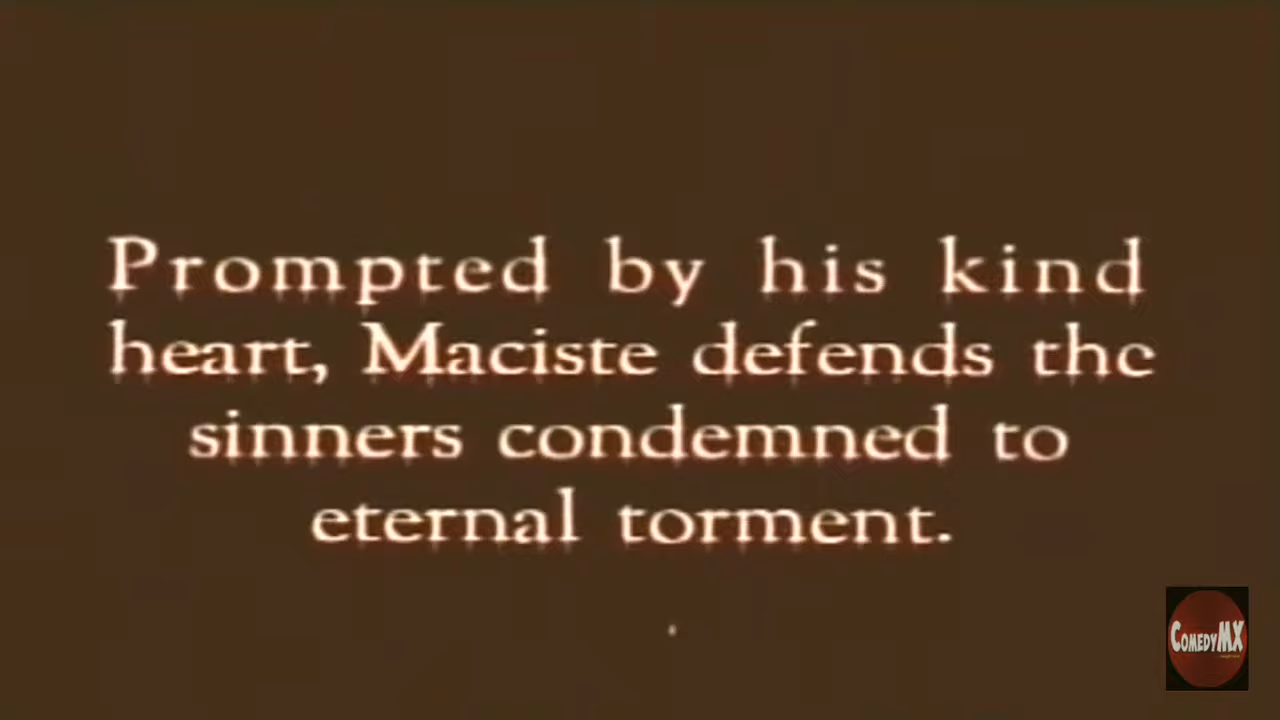 Prompted by his kind
heart, Maciste defends the
sinners condemned to
eternal torment.
COMEDYMX